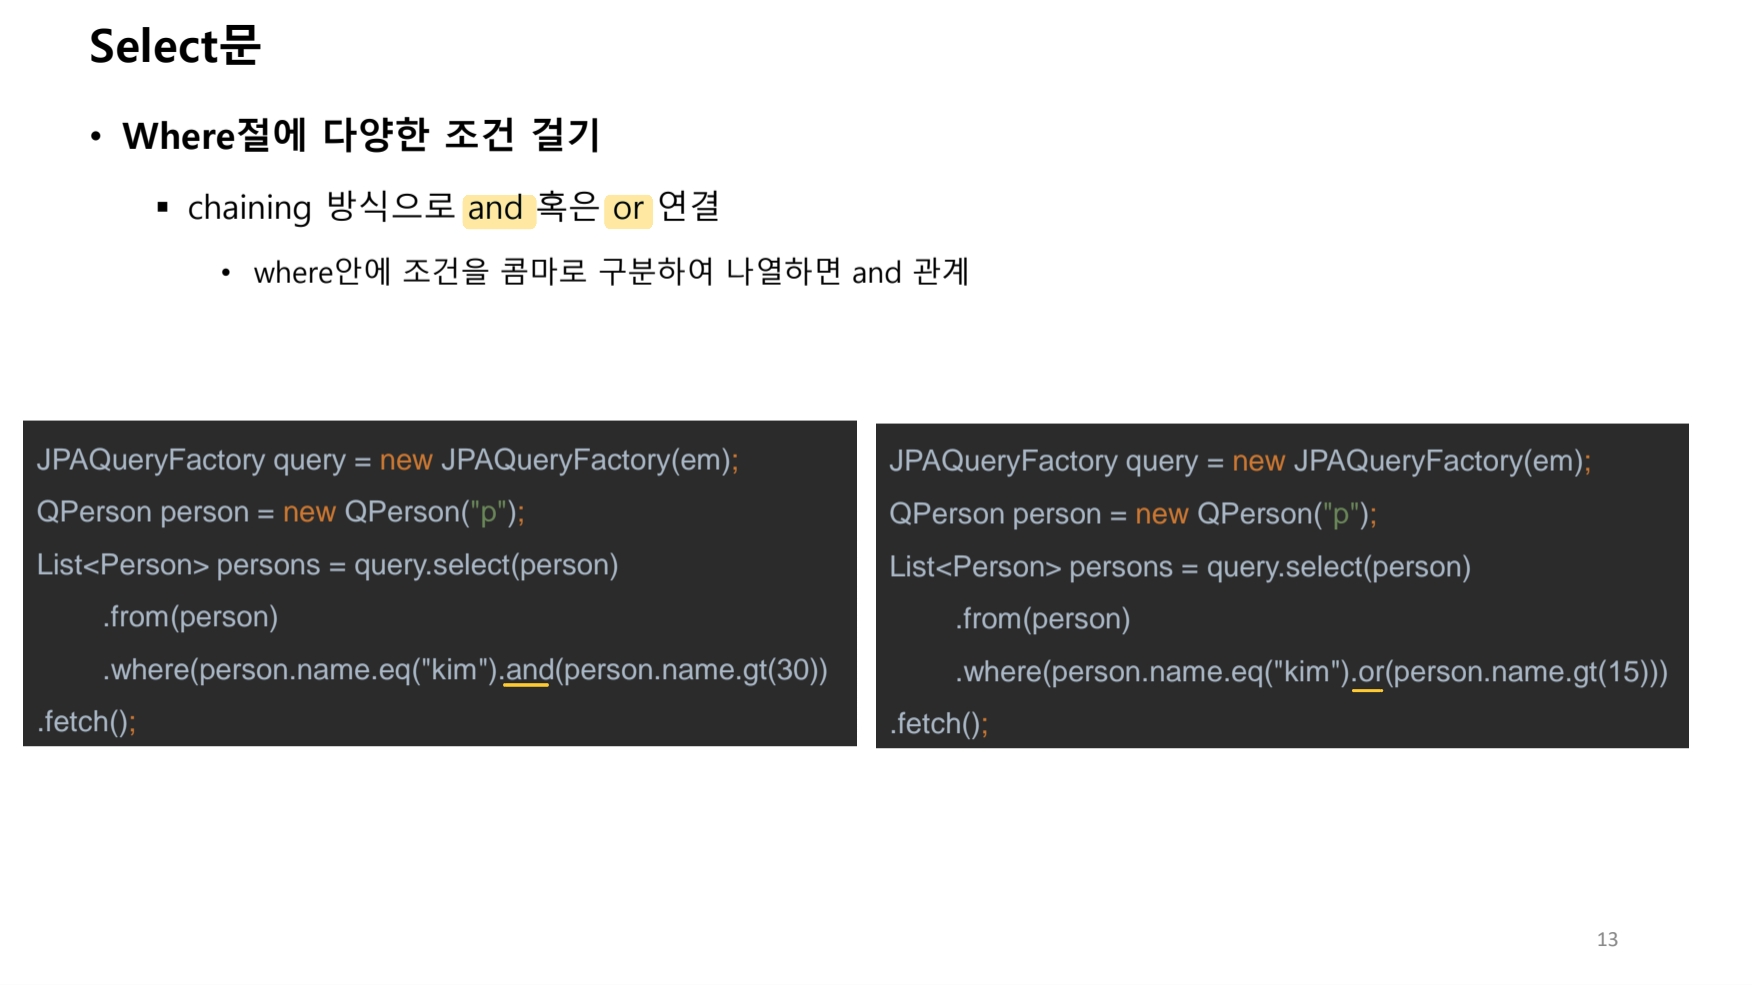 Select문
• Where절에 다양한 조건 걸기
▪ chaining 방식으로 and 혹은 or 연결
• where안에 조건을 콤마로 구분하여 나열하면 and 관계
JPAQueryFactory query = new JPAQueryFactory(em);
QPerson person = new QPerson("p");
List<Person> persons = query.select(person)
.from(person)
.where(person.name.eq("kim").and(person.name.gt(30))
.fetch();
JPAQueryFactory query = new JPAQueryFactory(em);
QPerson person = new QPerson("p");
List<Person> persons = query.select(person)
.from(person)
.where(person.name.eq("kim").or(person.name.gt(15)))
.fetch();
13